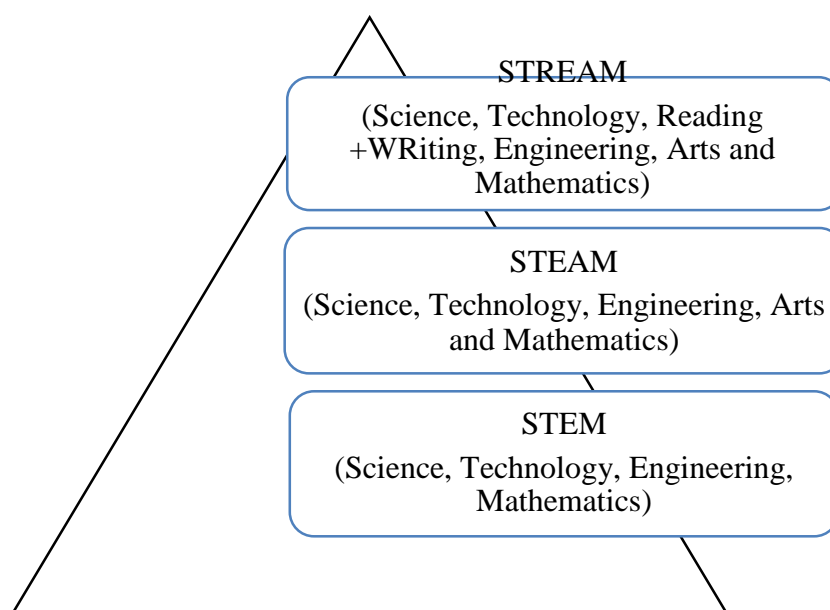 STREAM
(Science, Technology, Reading
+WRiting, Engineering, Arts and
Mathematics)
STEAM
(Science, Technology, Engineering, Arts
and Mathematics)
STEM
(Science, Technology, Engineering,
Mathematics)